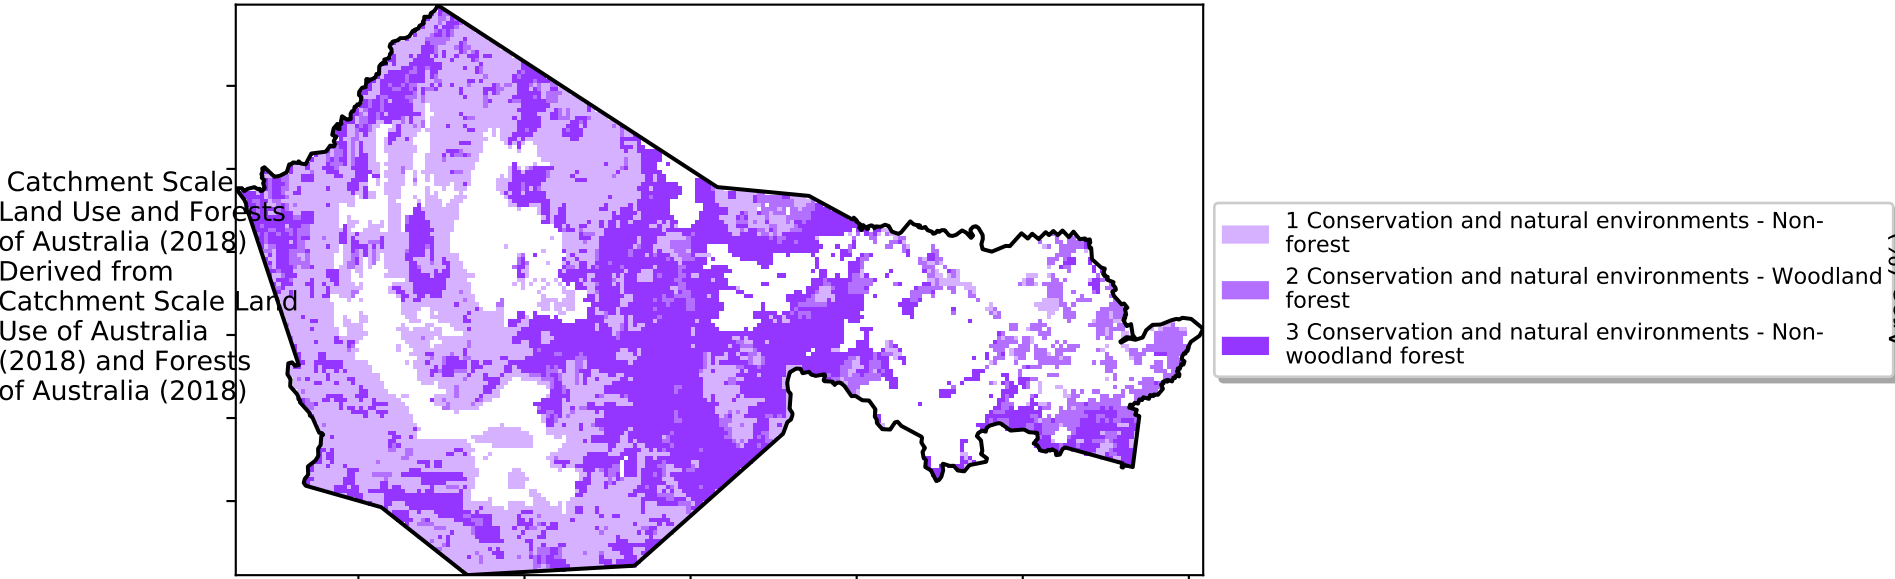 Catchment Scale
Land Use and Forests
of Australia (2018)
Derived from
Catchment Scale Land
Use of Australia
(2018) and Forests
of Australia (2018)
1 Conservation and natural environments - Non-
forest
2 Conservation and natural environments - Woodland
forest
3 Conservation and natural environments - Non-
woodland forest